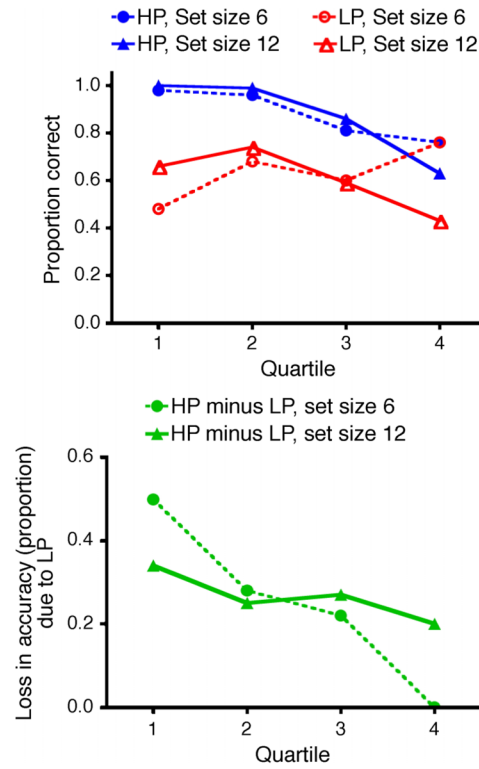 HP, Set size 6 LP, Set size 6
HP, Set size 12 LP, Set size 12
1.0
0.8
0.6
0.4
0.2
0.0
Proportion correct
1 2 3 4
Quartile
HP minus LP, set size 6
HP minus LP, set size 12
0.6
0.4
0.2
0.0
Loss in accuracy (proportion)
due to LP
1 2 3 4
Quartile